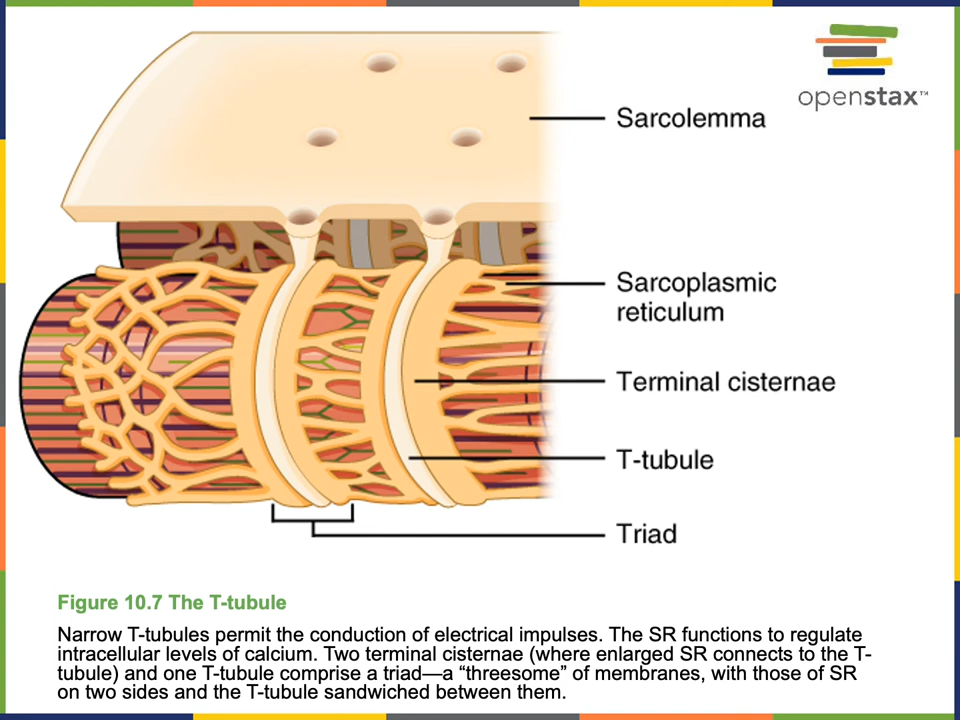 openstax™
Sarcolemma
Sarcoplasmic
reticulum
Terminal cisternae
T-tubule
Triad
Figure 10.7 The T-tubule
Narrow T-tubules permit the conduction of electrical impulses. The SR functions to regulate
intracellular levels of calcium. Two terminal cisternae (where enlarged SR connects to the T-
tubule) and one T-tubule comprise a triad—a “threesome” of membranes, with those of SR
on two sides and the T-tubule sandwiched between them.